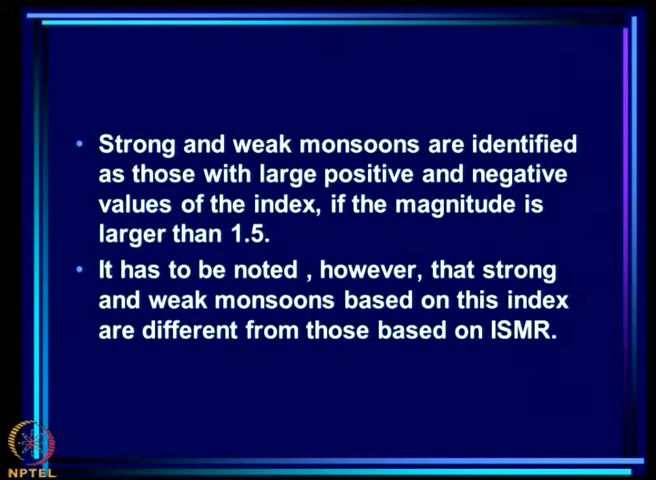 • Strong and weak monsoons are identified
as those with large positive and negative
values of the index, if the magnitude is
larger than 1.5.
• It has to be noted , however, that strong
and weak monsoons based on this index
are different from those based on ISMR.
NPTEL